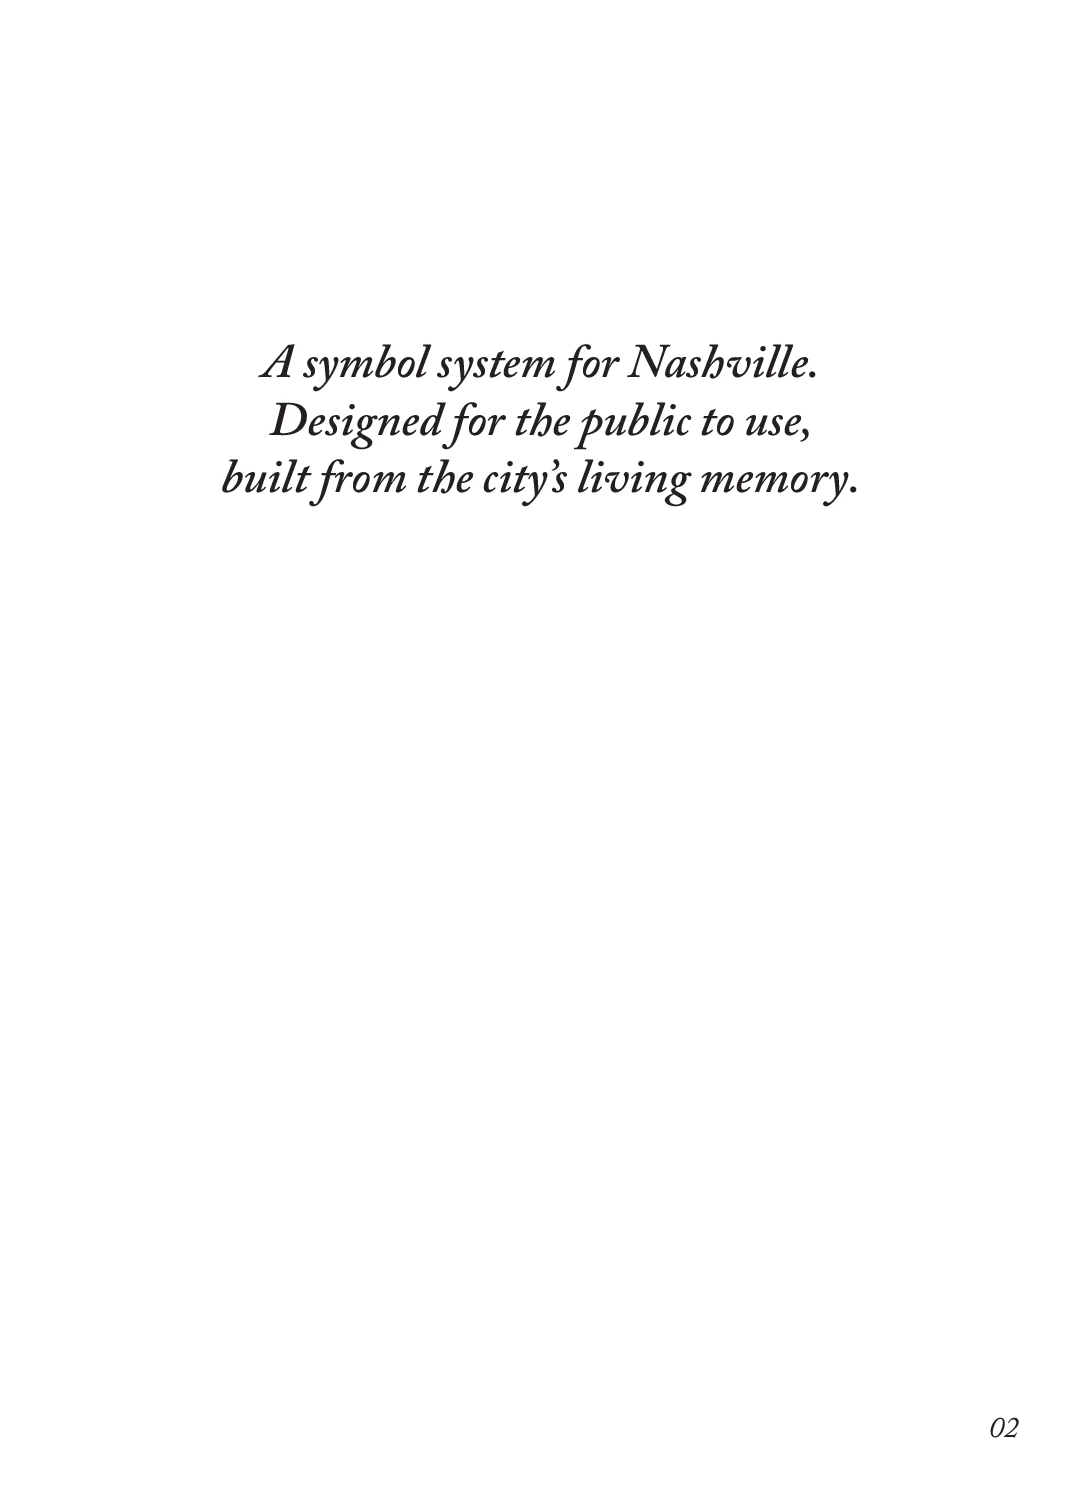 A symbol system for Nashville.
Designed for the public to use,
built from the city’s living memory.
02